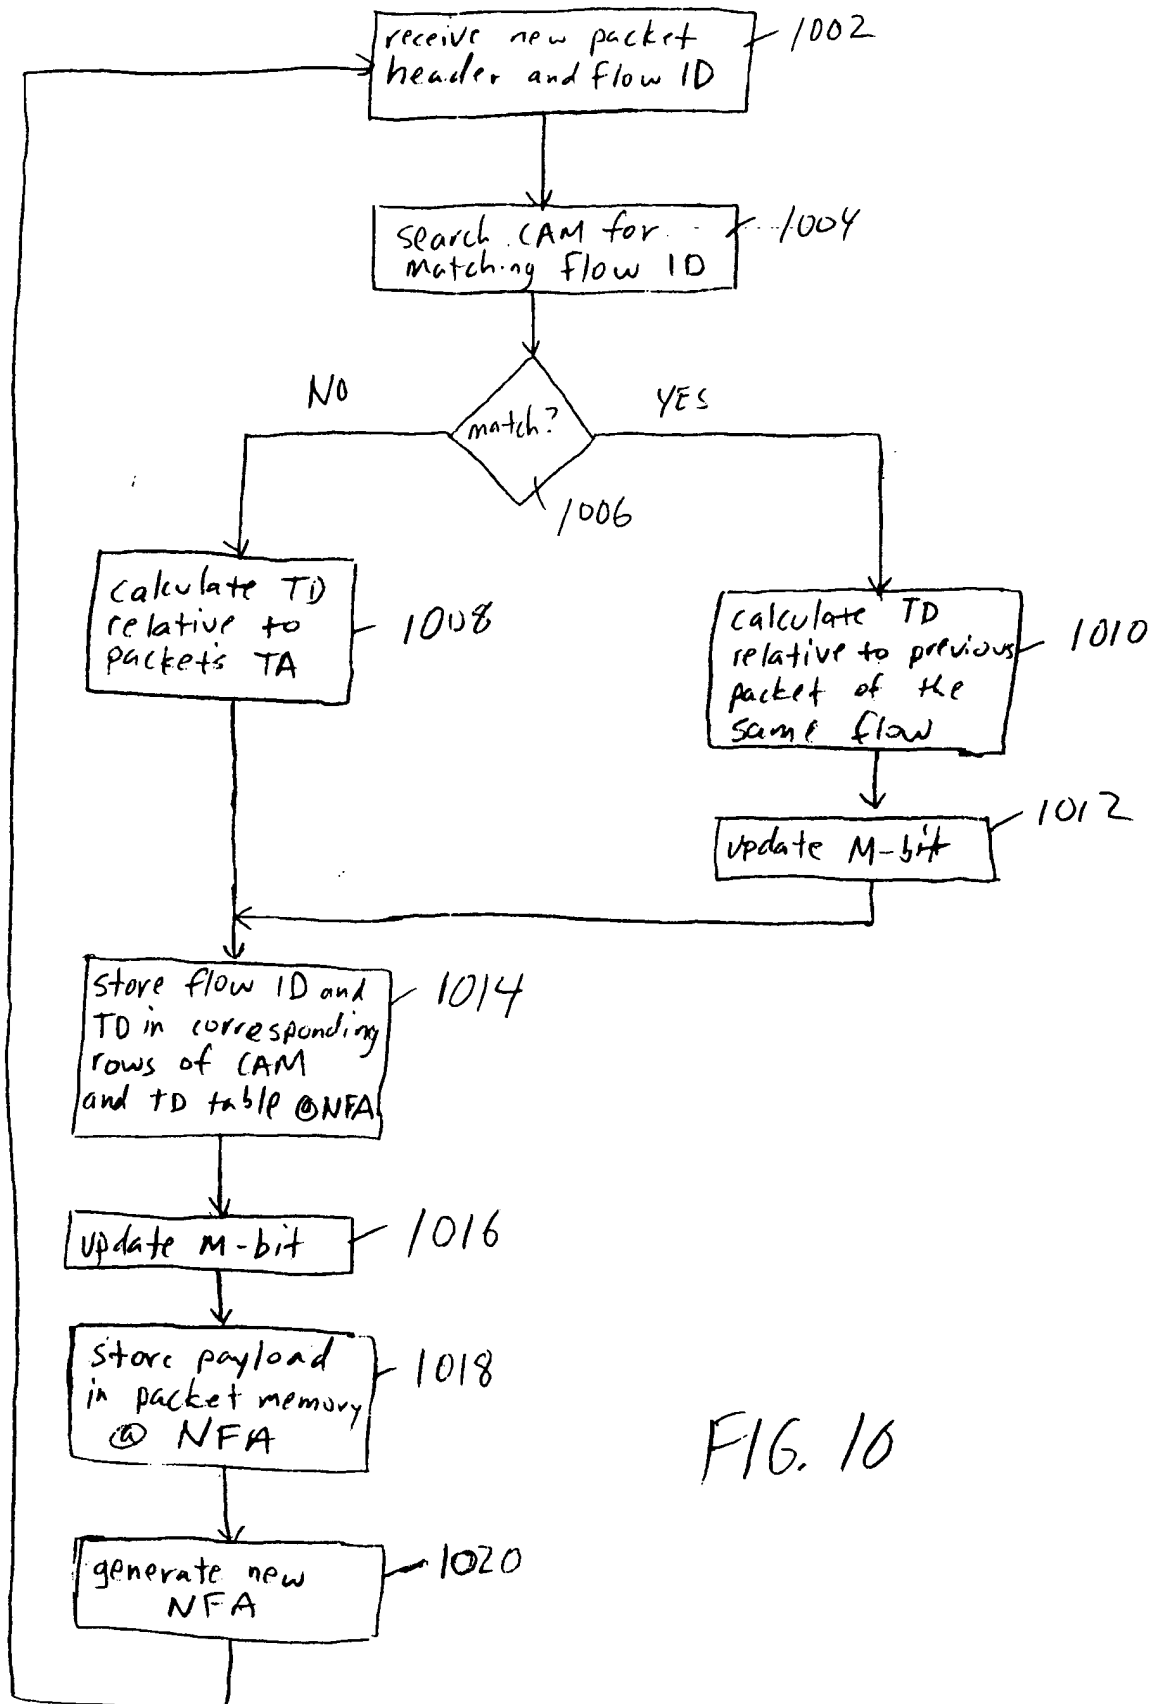 receive new packet
header and flow ID
1002
search CAM for
matching flow ID
1004
match?
NO
YES
1006
calculate TD
relative to
packets TA
1008
calculate TD
relative to previous
packet of the
same flow
1010
update M-bit
1012
store flow ID and
TD in corresponding
rows of CAM
and TD table @NFA
1014
update M-bit
1016
store payload
in packet memory
@ NFA
1018
generate new
NFA
1020
FIG. 10